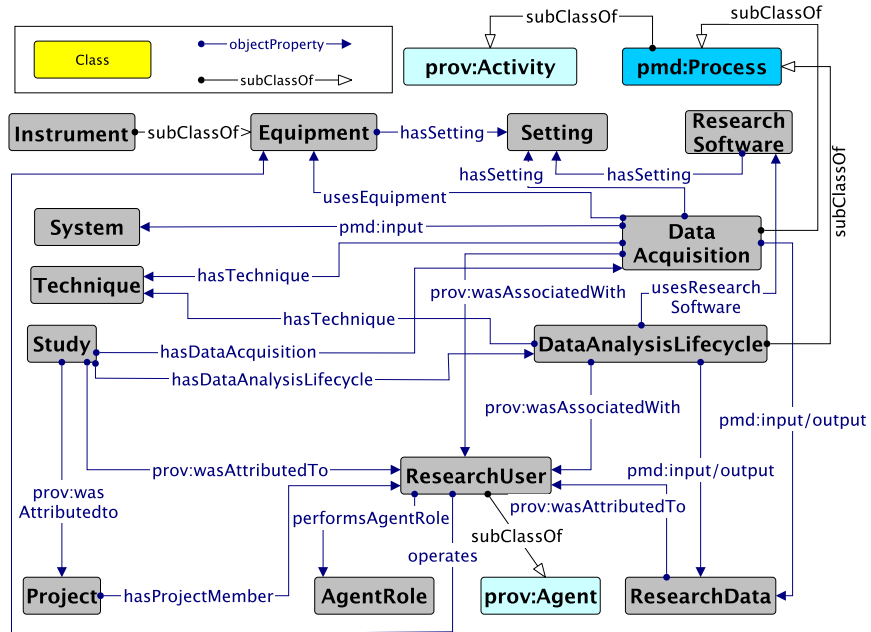 subClassOf
subClassOf
objectProperty
Class
subClassOf
prov:Activity
pmd:Process
Instrument
subClassOf
Equipment
hasSetting
Setting
Research
Software
hasSetting
hasSetting
usesEquipment
subClassOf
System
pmd:input
Data
Acquisition
Technique
hasTechnique
prov:wasAssociatedWith
usesResearch
Software
hasTechnique
Study
hasDataAcquisition
DataAnalysisLifecycle
hasDataAnalysisLifecycle
prov:wasAssociatedWith
pmd:input/output
prov:wasAttributedTo
ResearchUser
pmd:input/output
prov:was
Attributedto
performsAgentRole
prov:wasAttributedTo
subClassOf
operates
Project
hasProjectMember
AgentRole
prov:Agent
ResearchData